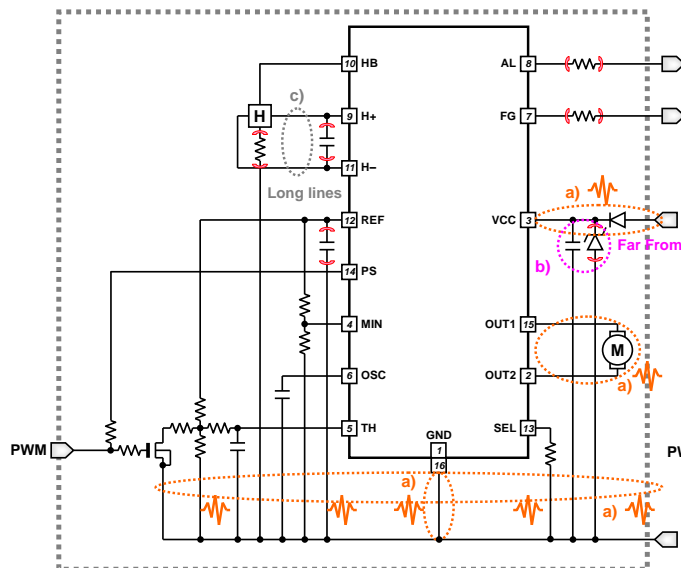 10 HB
AL 8
c)
H
9 H+
FG 7
11 H–
Long lines
a)
12 REF
VCC 3
Far From
b)
14 PS
4 MIN
OUT1 15
M
6 OSC
OUT2 2
a)
5 TH
SEL 13
PWM
GND
1
16
a)
a)